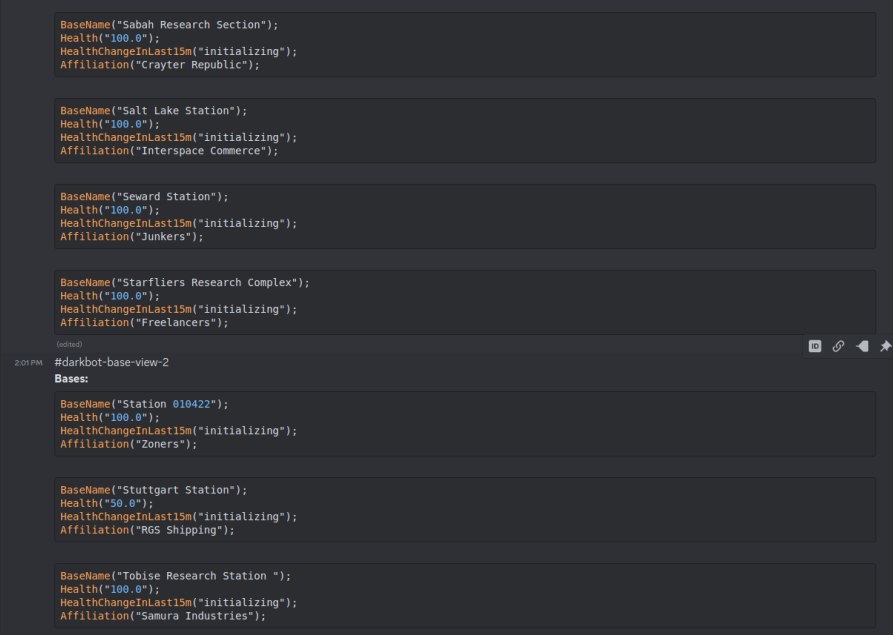 BaseName("Sabah Research Section");
Health("100.0");
HealthChangeInLast15m("initializing");
Affiliation("Crayter Republic");
BaseName("Salt Lake Station");
Health("100.0");
HealthChangeInLast15m("initializing");
Affiliation("Interspace Commerce");
BaseName("Seward Station");
Health("100.0");
HealthChangeInLast15m("initializing");
Affiliation("Junkers");
BaseName("Starfliers Research Complex");
Health("100.0");
HealthChangeInLast15m("initializing");
Affiliation("Freelancers");
(edited)
ID
2:01 PM #darkbot-base-view-2
Bases:
BaseName("Station 010422");
Health("100.0");
HealthChangeInLast15m("initializing");
Affiliation("Zoners");
BaseName("Stuttgart Station");
Health("50.0");
HealthChangeInLast15m("initializing");
Affiliation("RGS Shipping");
BaseName("Tobise Research Station ");
Health("100.0");
HealthChangeInLast15m("initializing");
Affiliation("Samura Industries");